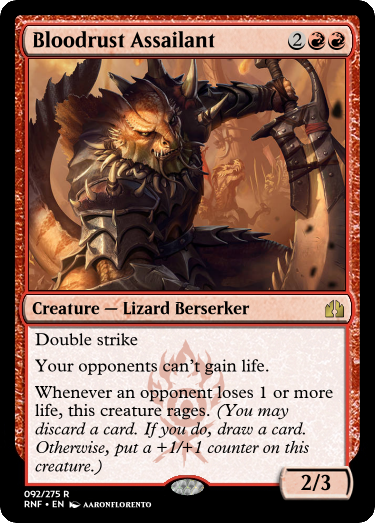 Bloodrust Assailant 2
Creature — Lizard Berserker
Double strike
Your opponents can't gain life.
Whenever an opponent loses 1 or more
life, this creature rages. (You may
discard a card. If you do, draw a card.
Otherwise, put a +1/+1 counter on this
creature.)
2/3
092/275 R
RNF • EN AARONFLORENTO